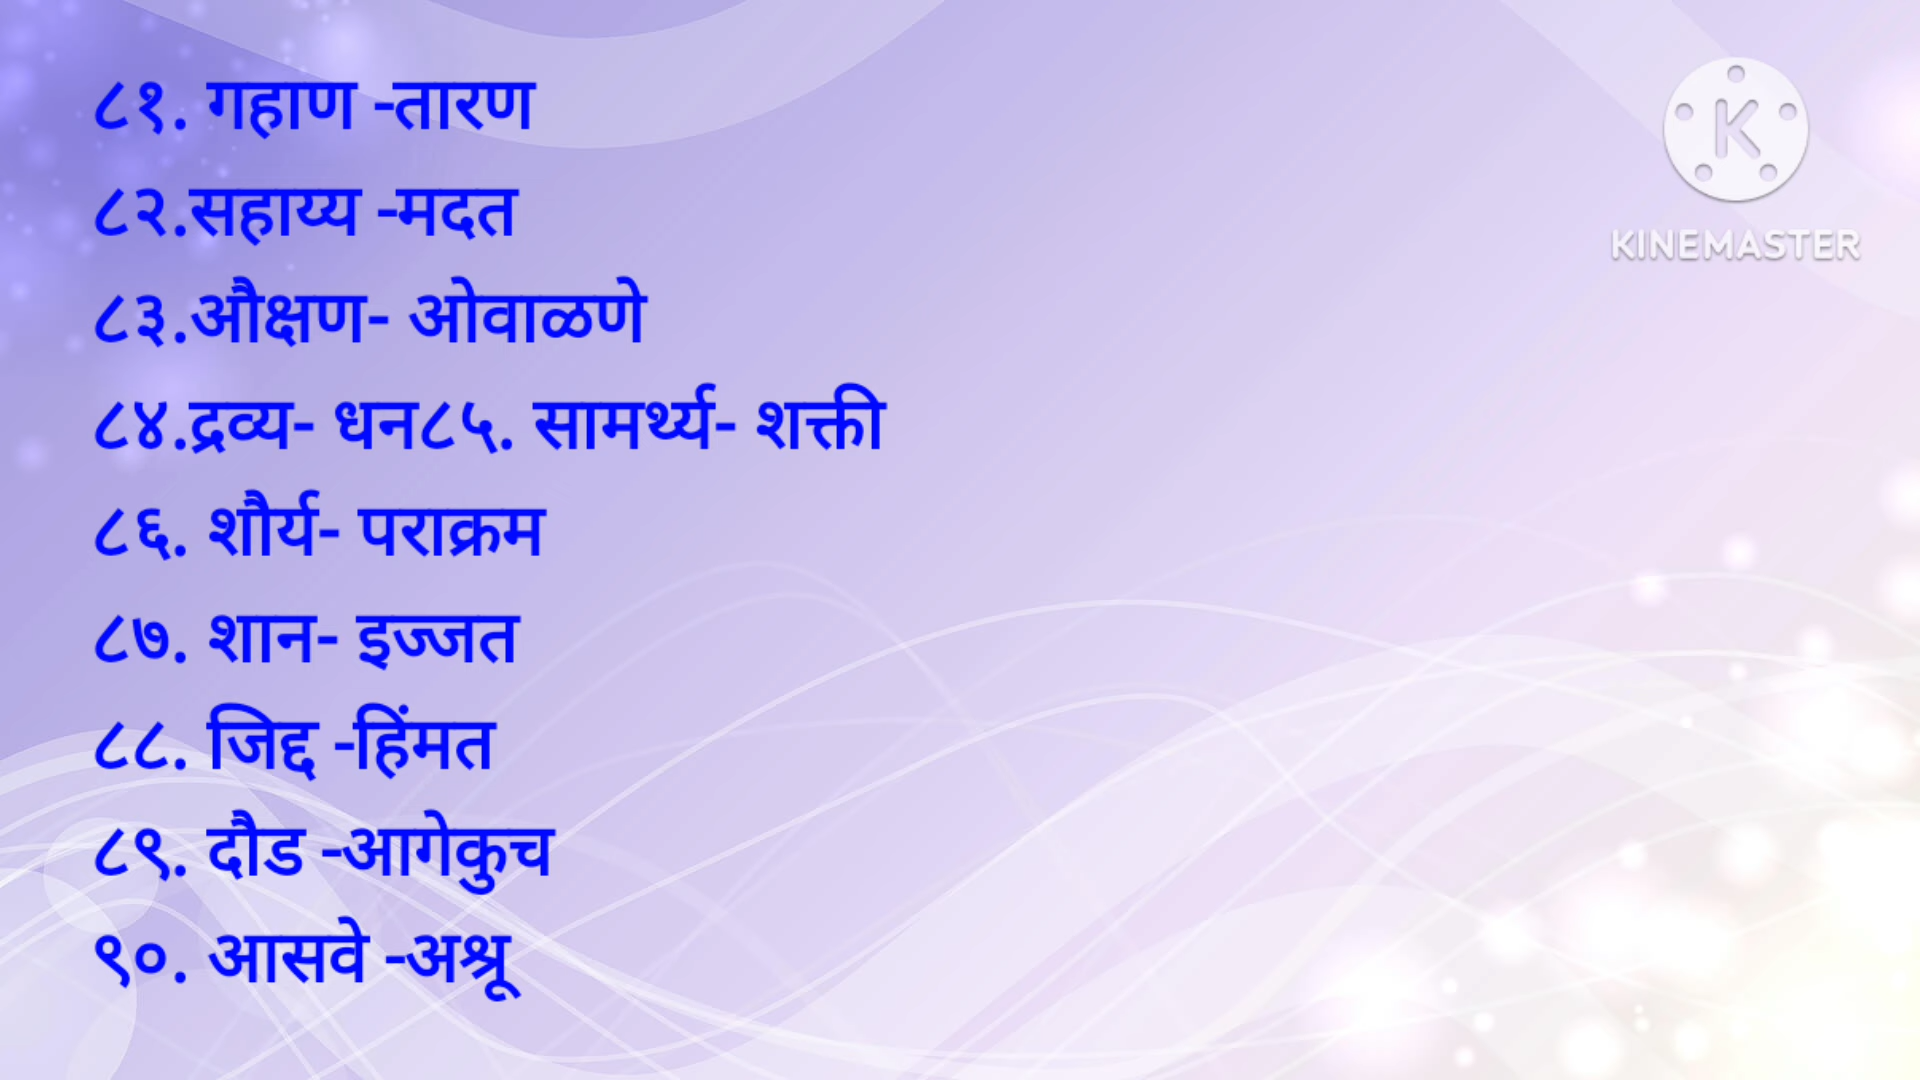 ८१. गहाण -तारण
८२.सहाय्य -मदत
८३.औक्षण- ओवाळणे
८४.द्रव्य- धन८५. सामर्थ्य- शक्ती
८६. शौर्य- पराक्रम
८७. शान- इज्जत
८८. जिद्द -हिंमत
८९. दौड -आगेकुच
९०. आसवे -अश्रू
K
KINEMASTER